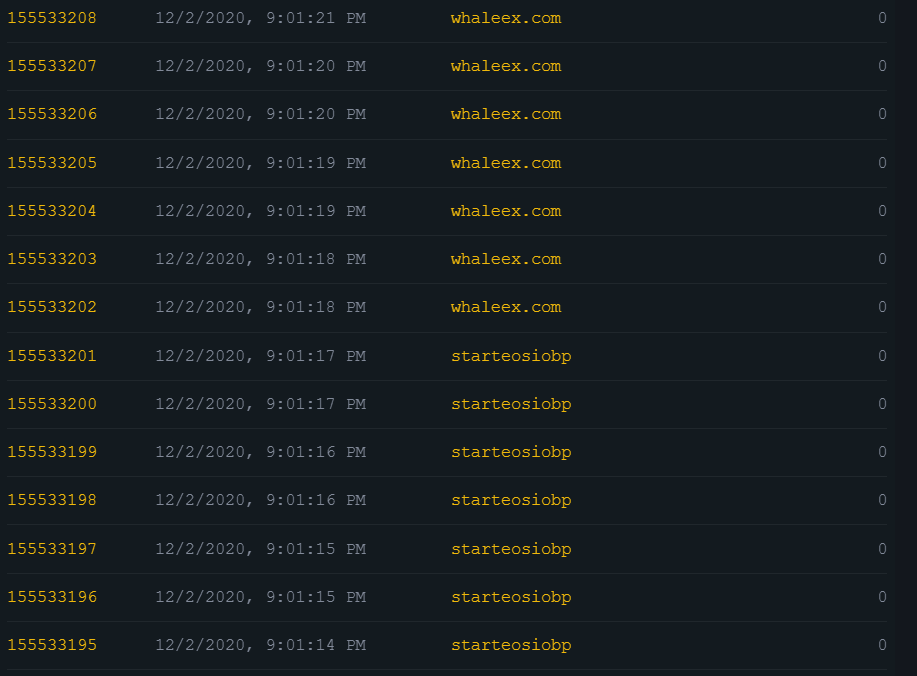 155533208 12/2/2020, 9:01:21 PM whaleex.com 0
155533207 12/2/2020, 9:01:20 PM whaleex.com 0
155533206 12/2/2020, 9:01:20 PM whaleex.com 0
155533205 12/2/2020, 9:01:19 PM whaleex.com 0
155533204 12/2/2020, 9:01:19 PM whaleex.com 0
155533203 12/2/2020, 9:01:18 PM whaleex.com 0
155533202 12/2/2020, 9:01:18 PM whaleex.com 0
155533201 12/2/2020, 9:01:17 PM starteosiobp 0
155533200 12/2/2020, 9:01:17 PM starteosiobp 0
155533199 12/2/2020, 9:01:16 PM starteosiobp 0
155533198 12/2/2020, 9:01:16 PM starteosiobp 0
155533197 12/2/2020, 9:01:15 PM starteosiobp 0
155533196 12/2/2020, 9:01:15 PM starteosiobp 0
155533195 12/2/2020, 9:01:14 PM starteosiobp 0